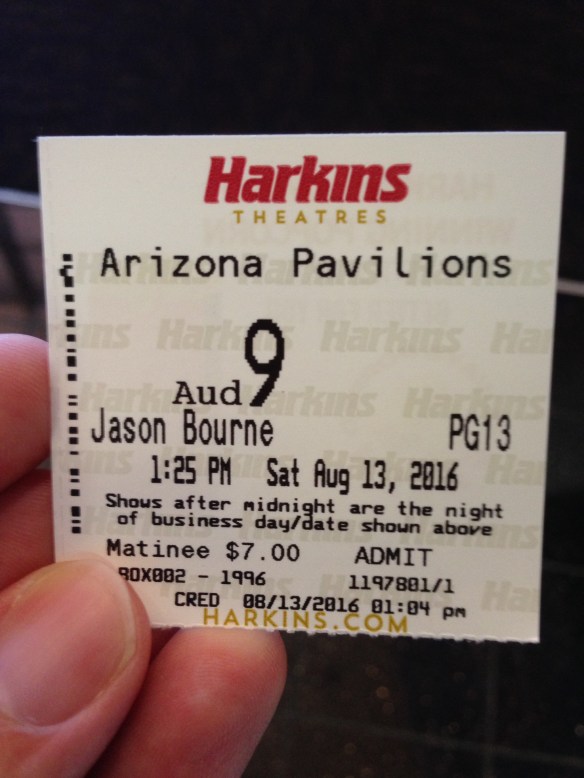 Harkins
THEATRES
Arizona Pavilions
Aud 9
Jason Bourne PG13
1:25 PM Sat Aug 13, 2016
Shows after midnight are the night
of business day/date shown above
Matinee $7.00 ADMIT
BOX002 - 1996 1197801/1
CRED 08/13/2016 01:04 pm
HARKINS.COM